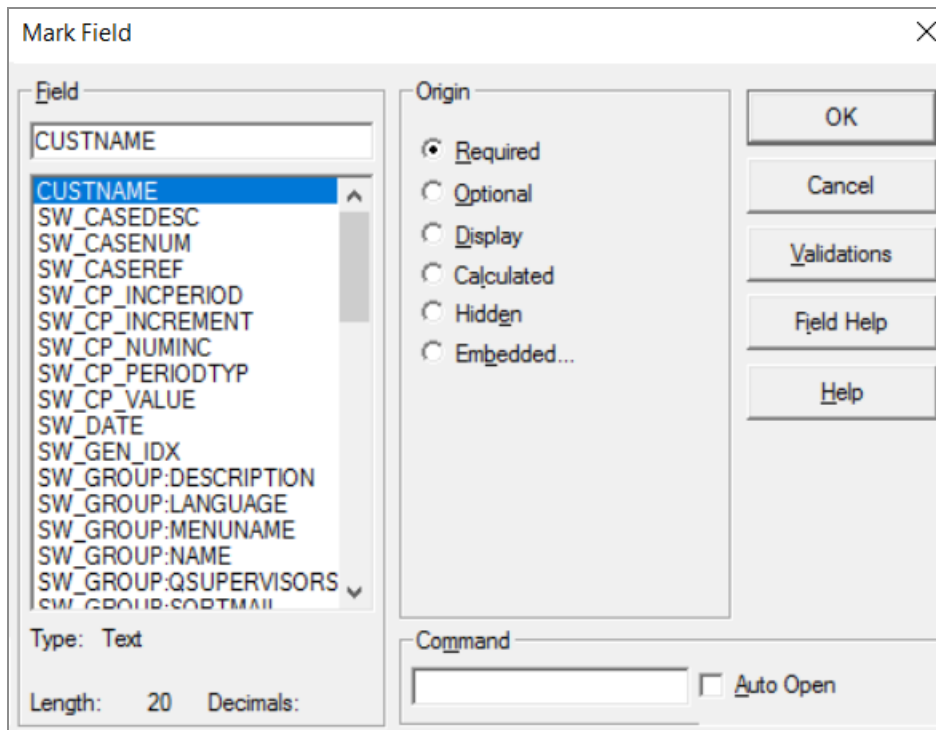 Mark Field
Field
CUSTNAME
CUSTNAME
SW_CASEDESC
SW_CASENUM
SW_CASEREF
SW_CP_INCPERIOD
SW_CP_INCREMENT
SW_CP_NUMINC
SW_CP_PERIODTYP
SW_CP_VALUE
SW_DATE
SW_GEN_IDX
SW_GROUP:DESCRIPTION
SW_GROUP:LANGUAGE
SW_GROUP:MENUNAME
SW_GROUP:NAME
SW_GROUP:QSUPERVISORS
SW_GROUP:SORTMAIL
Type: Text
Length: 20 Decimals:
Origin
Required
Optional
Display
Calculated
Hidden
Embedded...
Command
Auto Open
OK
Cancel
Validations
Field Help
Help